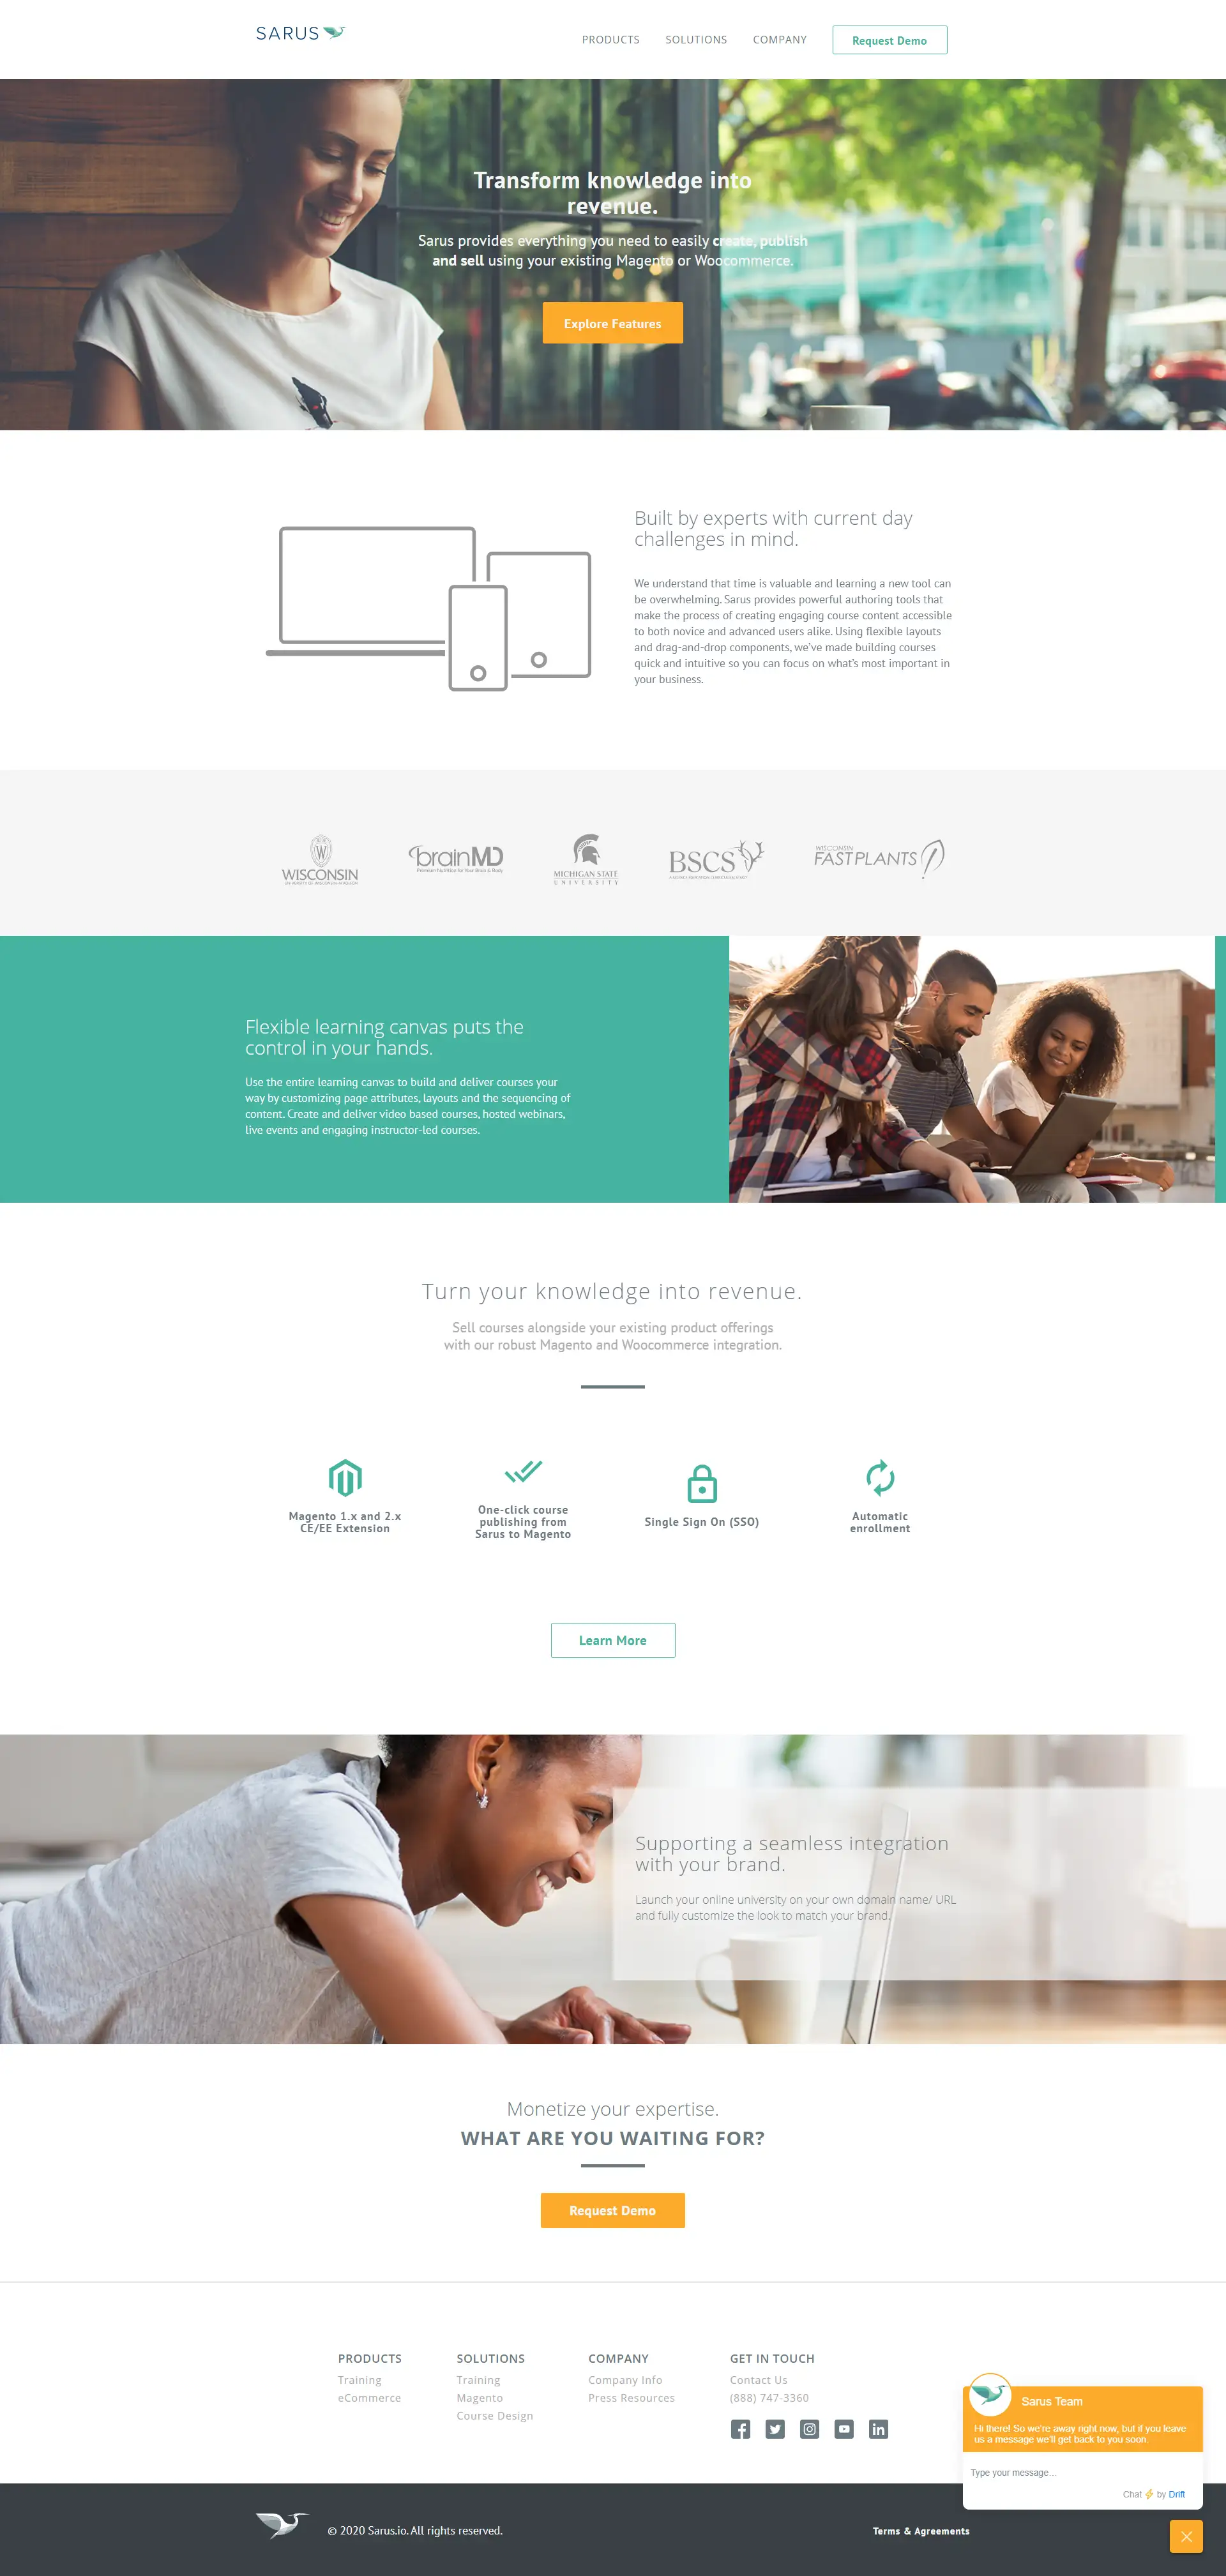 SARUS
PRODUCTS
SOLUTIONS
COMPANY
Request Demo
Transform knowledge into
revenue.
Sarus provides everything you need to easily create, publish
and sell using your existing Magento or Woocommerce.
Explore Features
Built by experts with current day
challenges in mind.
We understand that time is valuable and learning a new tool can
be overwhelming. Sarus provides powerful authoring tools that
make the process of creating engaging course content accessible
to both novice and advanced users alike. Using flexible layouts
and drag-and-drop components, we've made building courses
quick and intuitive so you can focus on what's most important in
your business.
W
WISCONSIN
UNIVERSITY OF WISCONSIN-MADISON
brainMD
Premium Nutrition for Your Brain & Body
MICHIGAN STATE
UNIVERSITY
BSCS
WISCONSIN
FAST PLANTS
Flexible learning canvas puts the
control in your hands.
Use the entire learning canvas to build and deliver courses your
way by customizing page attributes, layouts and the sequencing of
content. Create and deliver video based courses, hosted webinars,
live events and engaging instructor-led courses.
Turn your knowledge into revenue.
Sell courses alongside your existing product offerings
with our robust Magento and Woocommerce integration.
Magento 1.x and 2.x
CE/EE Extension
One-click course
publishing from
Sarus to Magento
Single Sign On (SSO)
Automatic
enrollment
Learn More
Supporting a seamless integration
with your brand.
Launch your online university on your own domain name/ URL
and fully customize the look to match your brand.
Monetize your expertise.
WHAT ARE YOU WAITING FOR?
Request Demo
PRODUCTS
Training
eCommerce
SOLUTIONS
Training
Magento
Course Design
COMPANY
Company Info
Press Resources
GET IN TOUCH
Contact Us
(888) 747-3360
Sarus Team
Hi there! So we're away right now, but if you leave
us a message we'll get back to you soon.
Type your message...
Chat ⚡ by Drift
© 2020 Sarus.io. All rights reserved.
Terms & Agreements